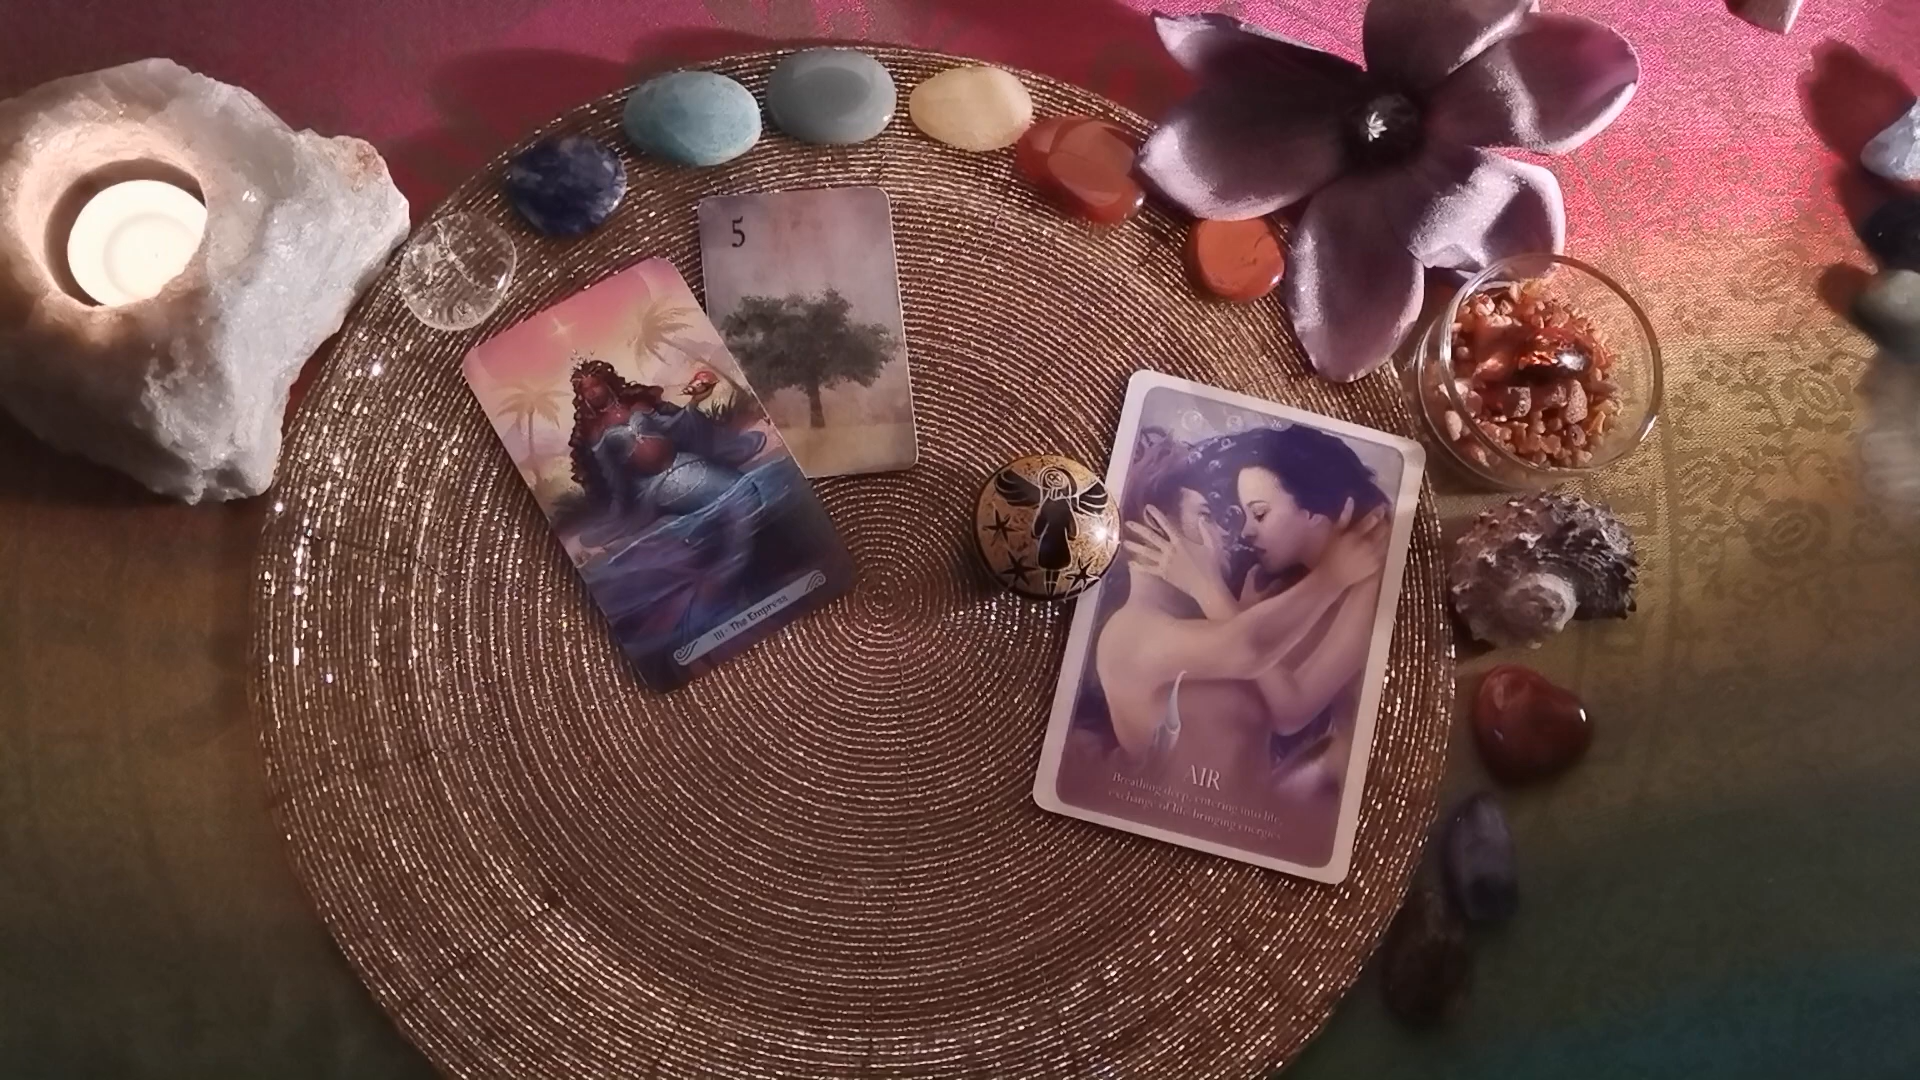 5
III - The Empress
AIR
Breathing deep, entering into life,
exchange of life-bringing energies